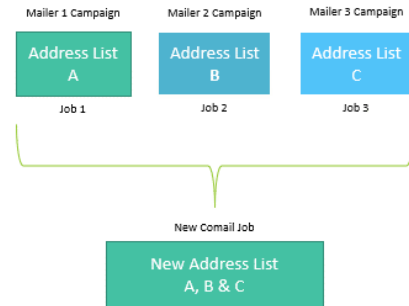 Mailer 1 Campaign
Mailer 2 Campaign
Mailer 3 Campaign
Address List
A
Address List
B
Address List
C
Job 1
Job 2
Job 3
New Comail Job
New Address List
A, B & C